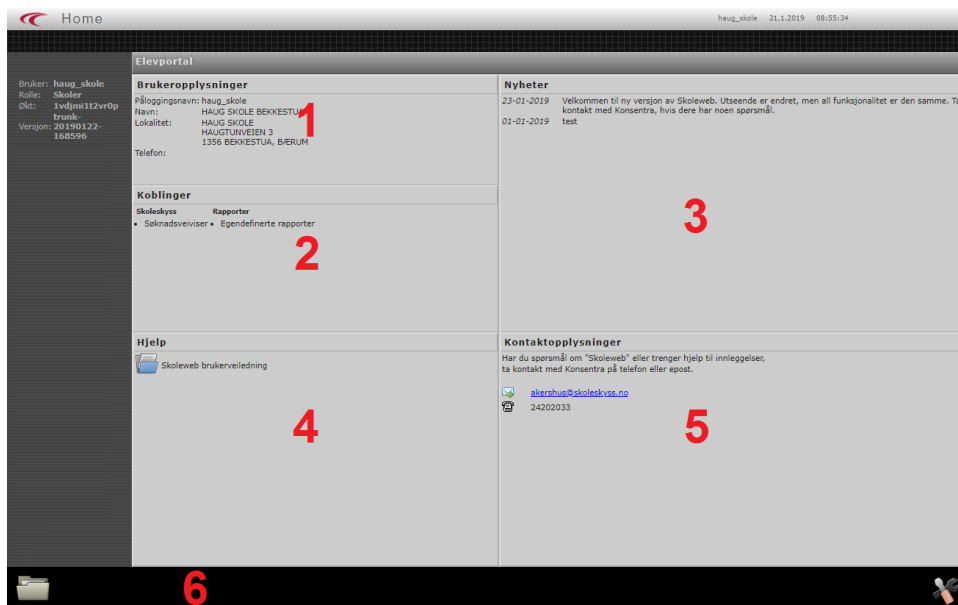 Home
haug_skole 31.1.2019 08:55:34
Elevportal
Bruker: haug_skole
Rolle: Skoler
Økt: 1vdjmi1t2vr0p
trunk-
Versjon: 20190122-
168596
Brukeropplysninger
Påloggingsnavn: haug_skole
Navn: HAUG SKOLE BEKKESTUA
Lokalitet: HAUG SKOLE
HAUGTUNVEIEN 3
1356 BEKKESTUA, BÆRUM
Telefon:
1
Koblinger
Skoleskyss Rapporter
• Søknadsveiviser • Egendefinerte rapporter
2
Nyheter
23-01-2019 Velkommen til ny versjon av Skoleweb. Utseende er endret, men all funksjonalitet er den samme. Ta
kontakt med Konsentra, hvis dere har noen spørsmål.
01-01-2019 test
3
Hjelp
Skoleweb brukerveiledning
4
Kontaktopplysninger
Har du spørsmål om "Skoleweb" eller trenger hjelp til innleggelser,
ta kontakt med Konsentra på telefon eller epost.
akershus@skoleskyss.no
24202033
5
6